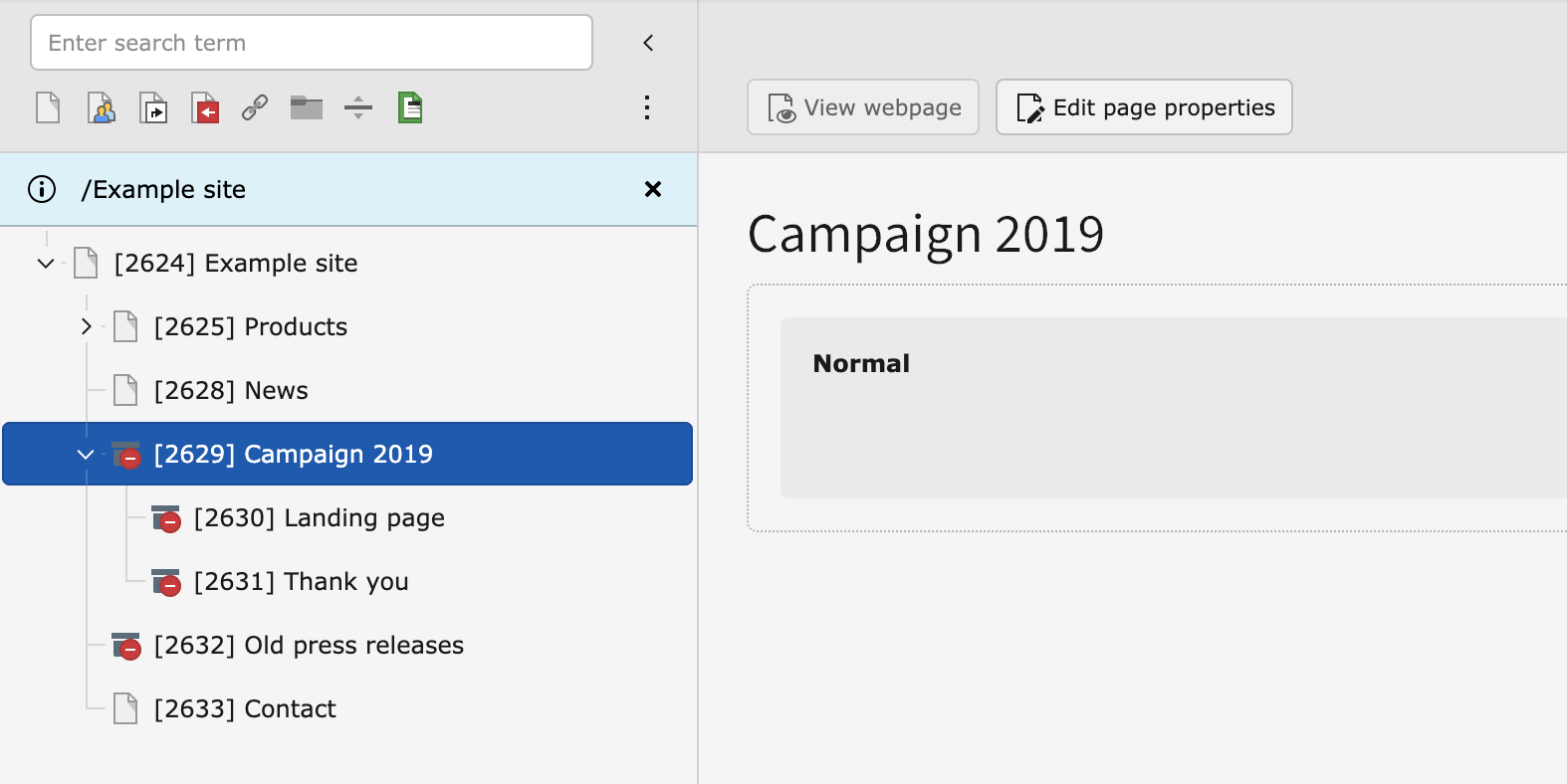 Enter search term
View webpage
Edit page properties
/Example site
[2624] Example site
[2625] Products
[2628] News
[2629] Campaign 2019
[2630] Landing page
[2631] Thank you
[2632] Old press releases
[2633] Contact
Campaign 2019
Normal